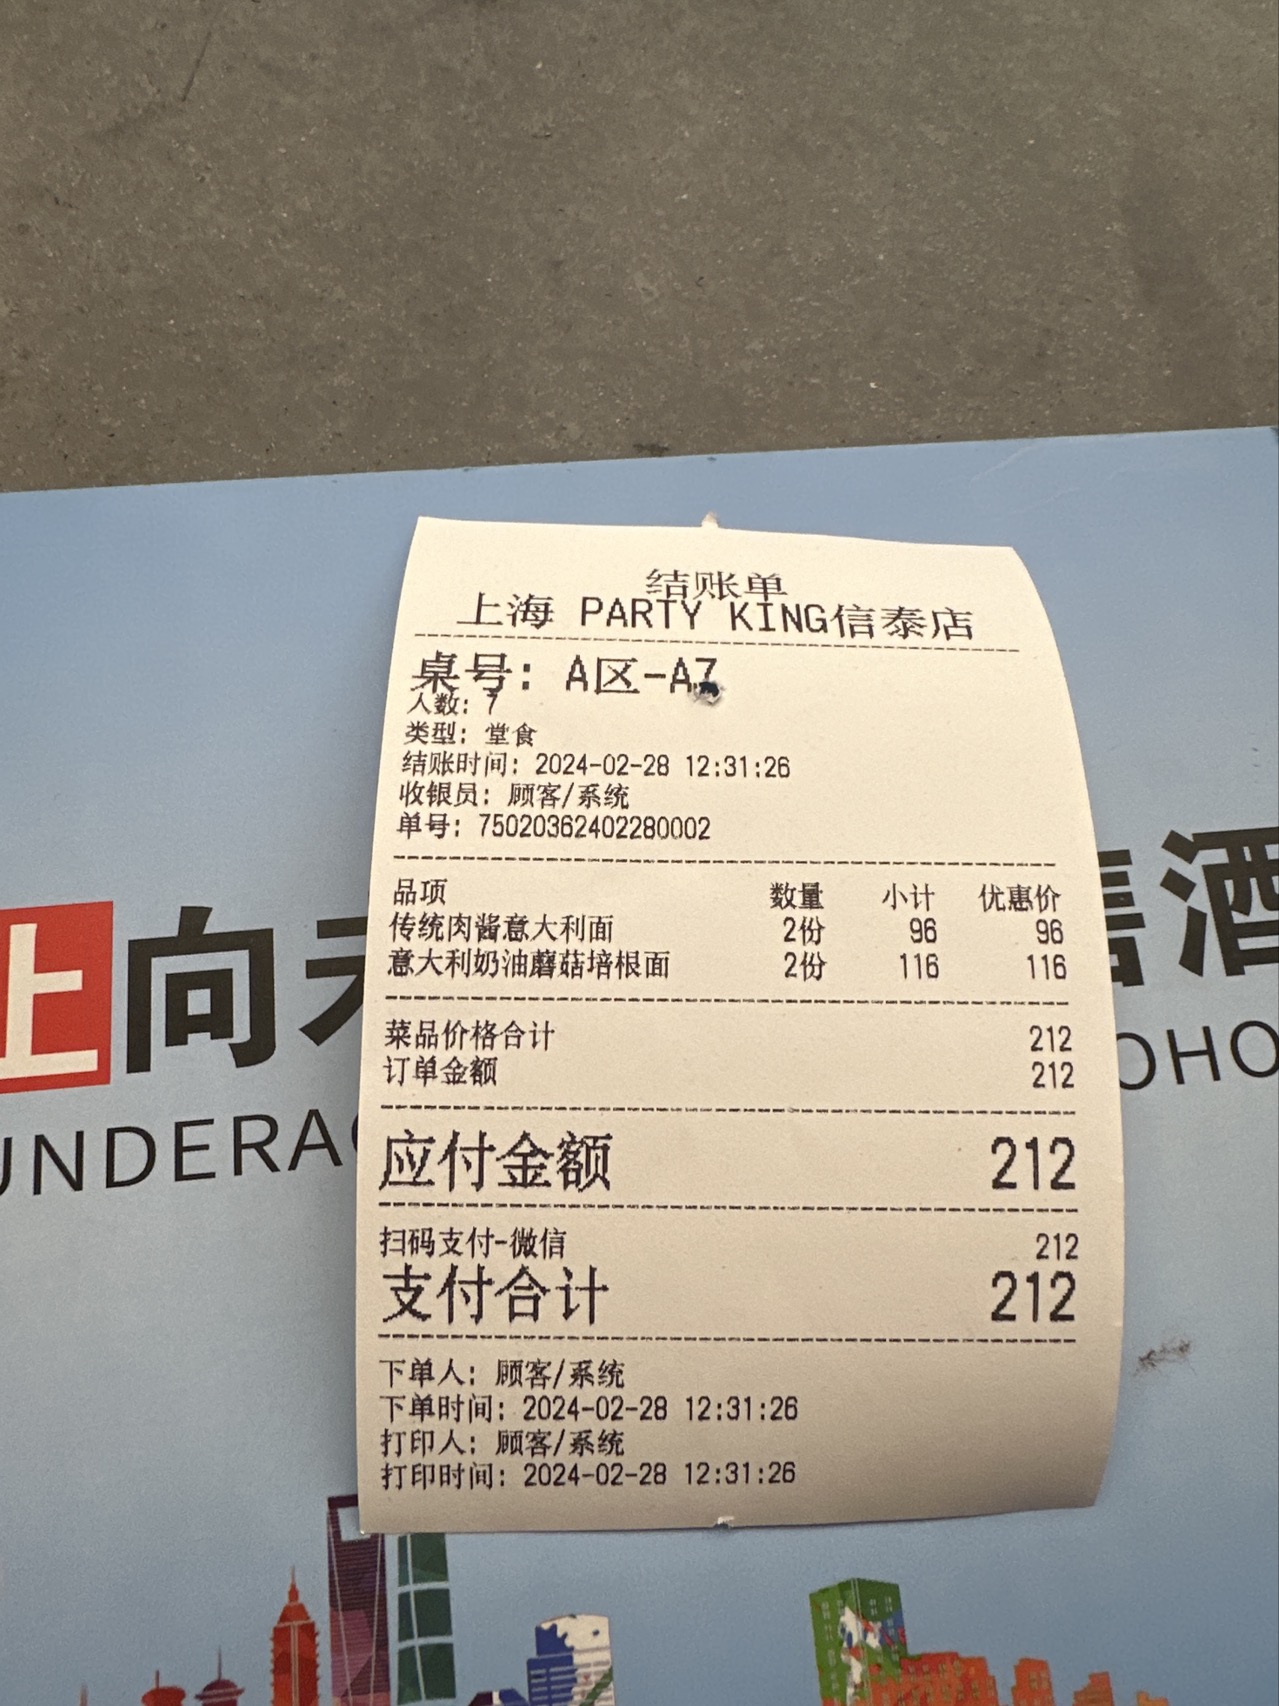 结账单
上海 PARTY KING信泰店
桌号: A区-A7
人数: 7
类型: 堂食
结账时间: 2024-02-28 12:31:26
收银员: 顾客/系统
单号: 75020362402280002
品项 数量 小计 优惠价
传统肉酱意大利面 2份 96 96
意大利奶油蘑菇培根面 2份 116 116
菜品价格合计 212
订单金额 212
应付金额 212
扫码支付-微信 212
支付合计 212
下单人: 顾客/系统
下单时间: 2024-02-28 12:31:26
打印人: 顾客/系统
打印时间: 2024-02-28 12:31:26
止向 酒